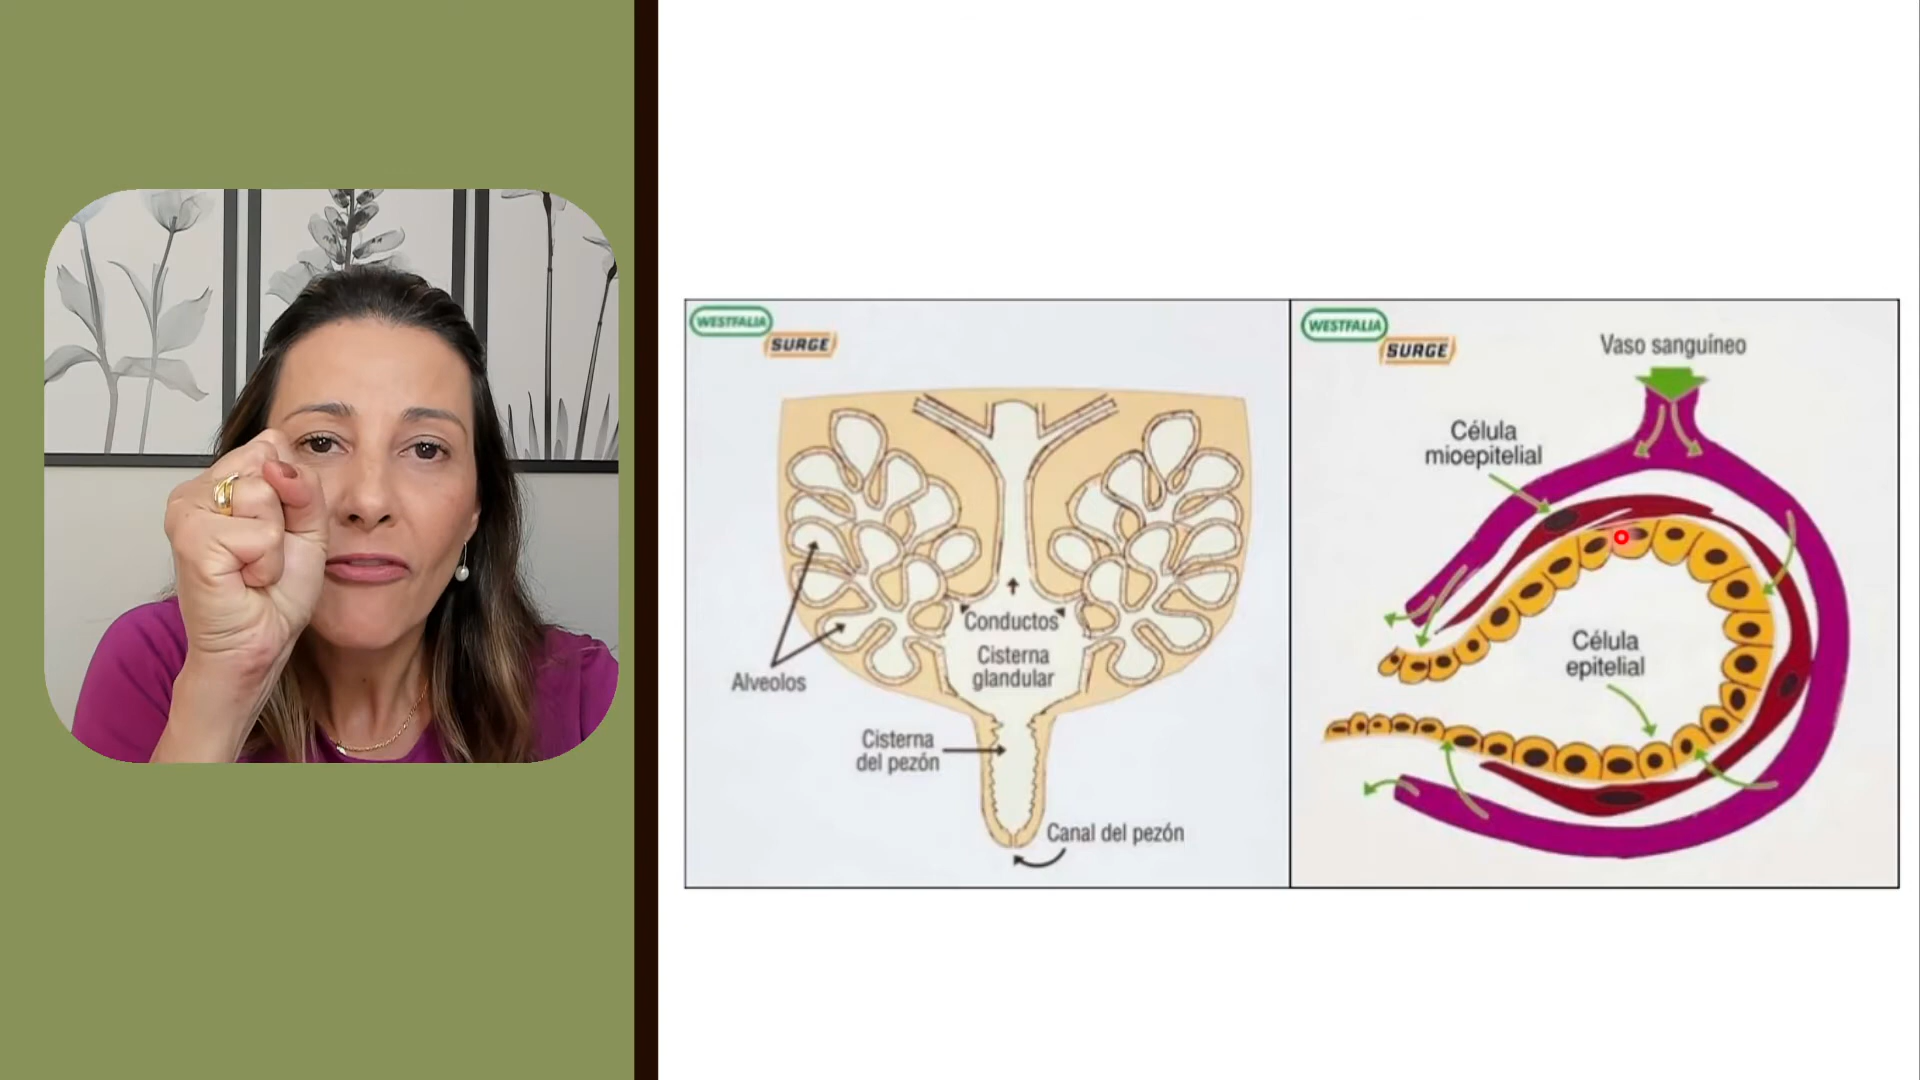 WESTFALIA
SURGE
Alveolos
Conductos
Cisterna
glandular
Cisterna
del pezón
Canal del pezón
WESTFALIA
SURGE
Vaso sanguíneo
Célula
mioepitelial
Célula
epitelial